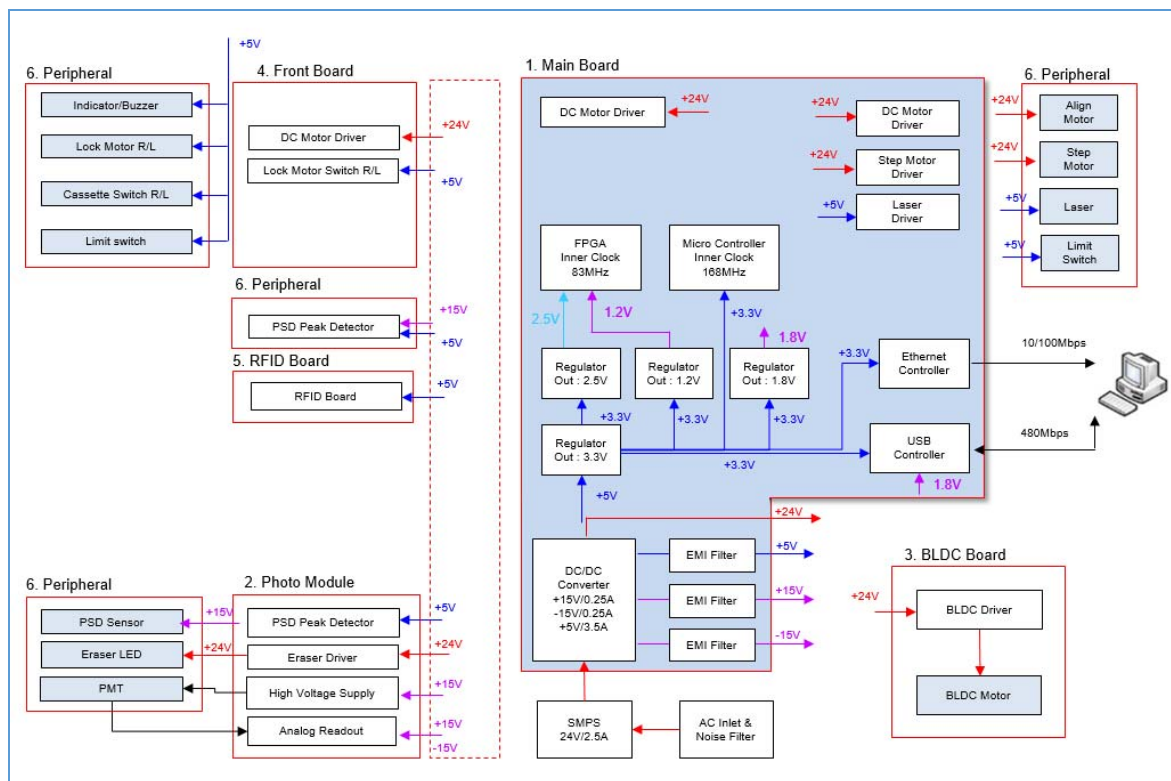 +5V
6. Peripheral
Indicator/Buzzer
Lock Motor R/L
Cassette Switch R/L
Limit switch
4. Front Board
DC Motor Driver
+24V
Lock Motor Switch R/L
+5V
6. Peripheral
PSD Peak Detector
+15V
+5V
5. RFID Board
RFID Board
+5V
6. Peripheral
PSD Sensor
+15V
Eraser LED
+24V
PMT
2. Photo Module
PSD Peak Detector
+5V
Eraser Driver
+24V
High Voltage Supply
+15V
Analog Readout
+15V
-15V
1. Main Board
DC Motor Driver
+24V
+24V
DC Motor
Driver
+24V
Step Motor
Driver
+5V
Laser
Driver
FPGA
Inner Clock
83MHz
Micro Controller
Inner Clock
168MHz
2.5V
1.2V
+3.3V
1.8V
Regulator
Out : 2.5V
Regulator
Out : 1.2V
Regulator
Out : 1.8V
+3.3V
Ethernet
Controller
10/100Mbps
+3.3V
+3.3V
+3.3V
Regulator
Out : 3.3V
+3.3V
USB
Controller
480Mbps
1.8V
+5V
+24V
DC/DC
Converter
+15V/0.25A
-15V/0.25A
+5V/3.5A
EMI Filter
+5V
EMI Filter
+15V
EMI Filter
-15V
SMPS
24V/2.5A
AC Inlet &
Noise Filter
6. Peripheral
+24V
Align
Motor
+24V
Step
Motor
+5V
Laser
+5V
Limit
Switch
3. BLDC Board
+24V
BLDC Driver
BLDC Motor